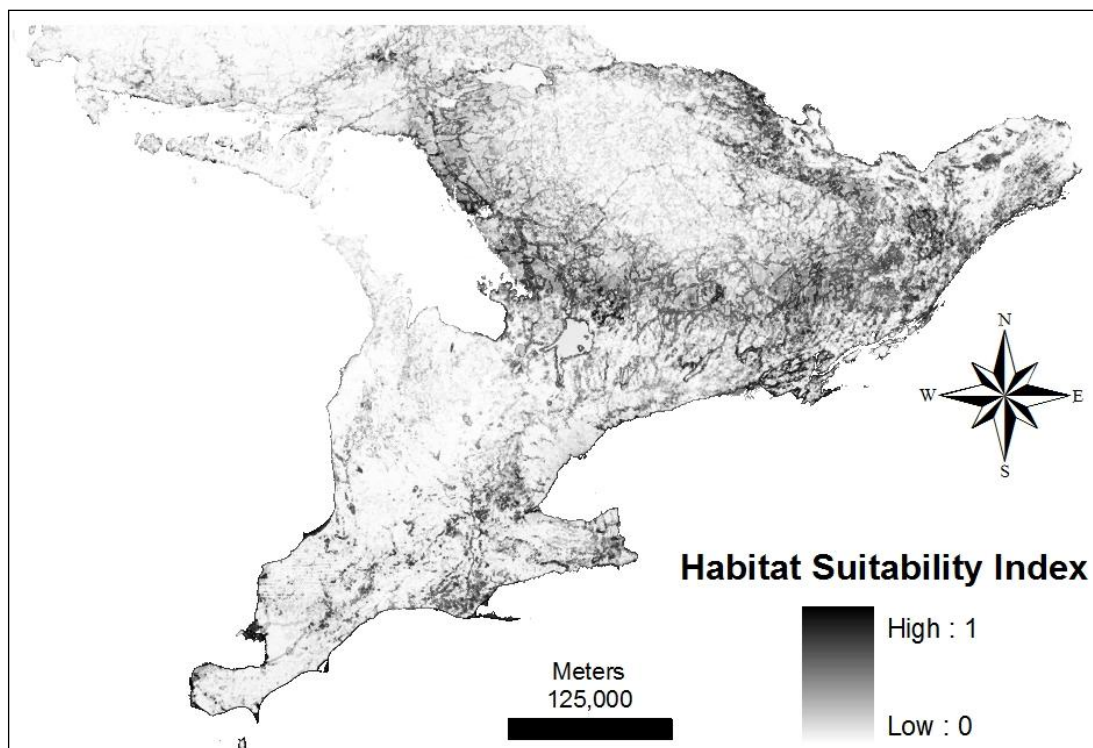 N
W E
S
Habitat Suitability Index
High : 1
Low : 0
Meters
125,000